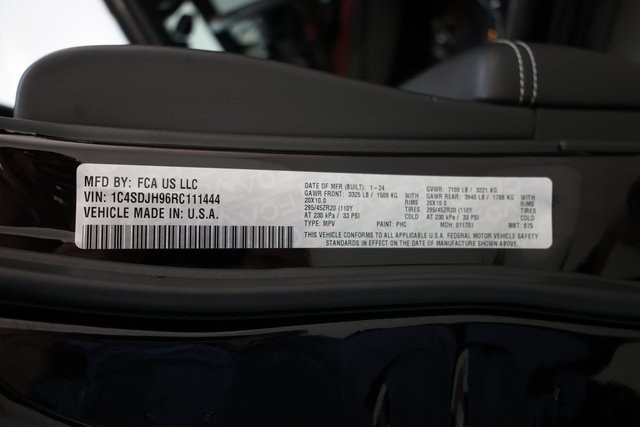 MFD BY: FCA US LLC
VIN: 1C4SDJH96RC111444
VEHICLE MADE IN: U.S.A.
DATE OF MFR (BUILT): 1-24 GVWR: 7100 LB / 3221 KG
GAWR FRONT: 3325 LB / 1509 KG WITH GAWR REAR: 3940 LB / 1788 KG WITH
20X10.0 RIMS 20X10.0 RIMS
295/45ZR20 (110Y TIRES 295/45ZR20 (110Y TIRES
AT 230 kPa / 33 PSI COLD AT 230 kPa / 33 PSI COLD
TYPE: MPV PAINT: PHC MDH: 011701 MKT: 875
THIS VEHICLE CONFORMS TO ALL APPLICABLE U.S.A. FEDERAL MOTOR VEHICLE SAFETY
STANDARDS IN EFFECT ON THE DATE OF MANUFACTURE SHOWN ABOVE